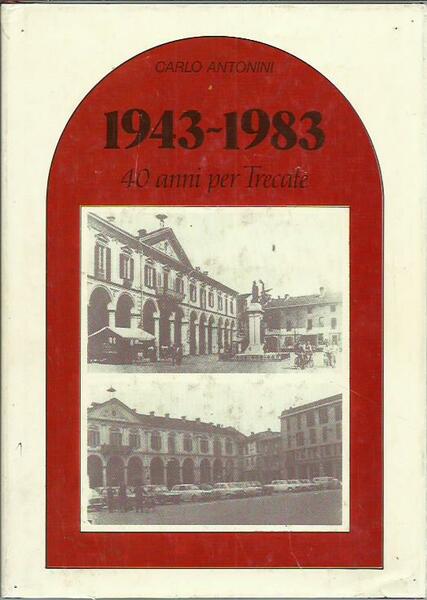 CARLO ANTONINI
1943-1983
40 anni per Trecate